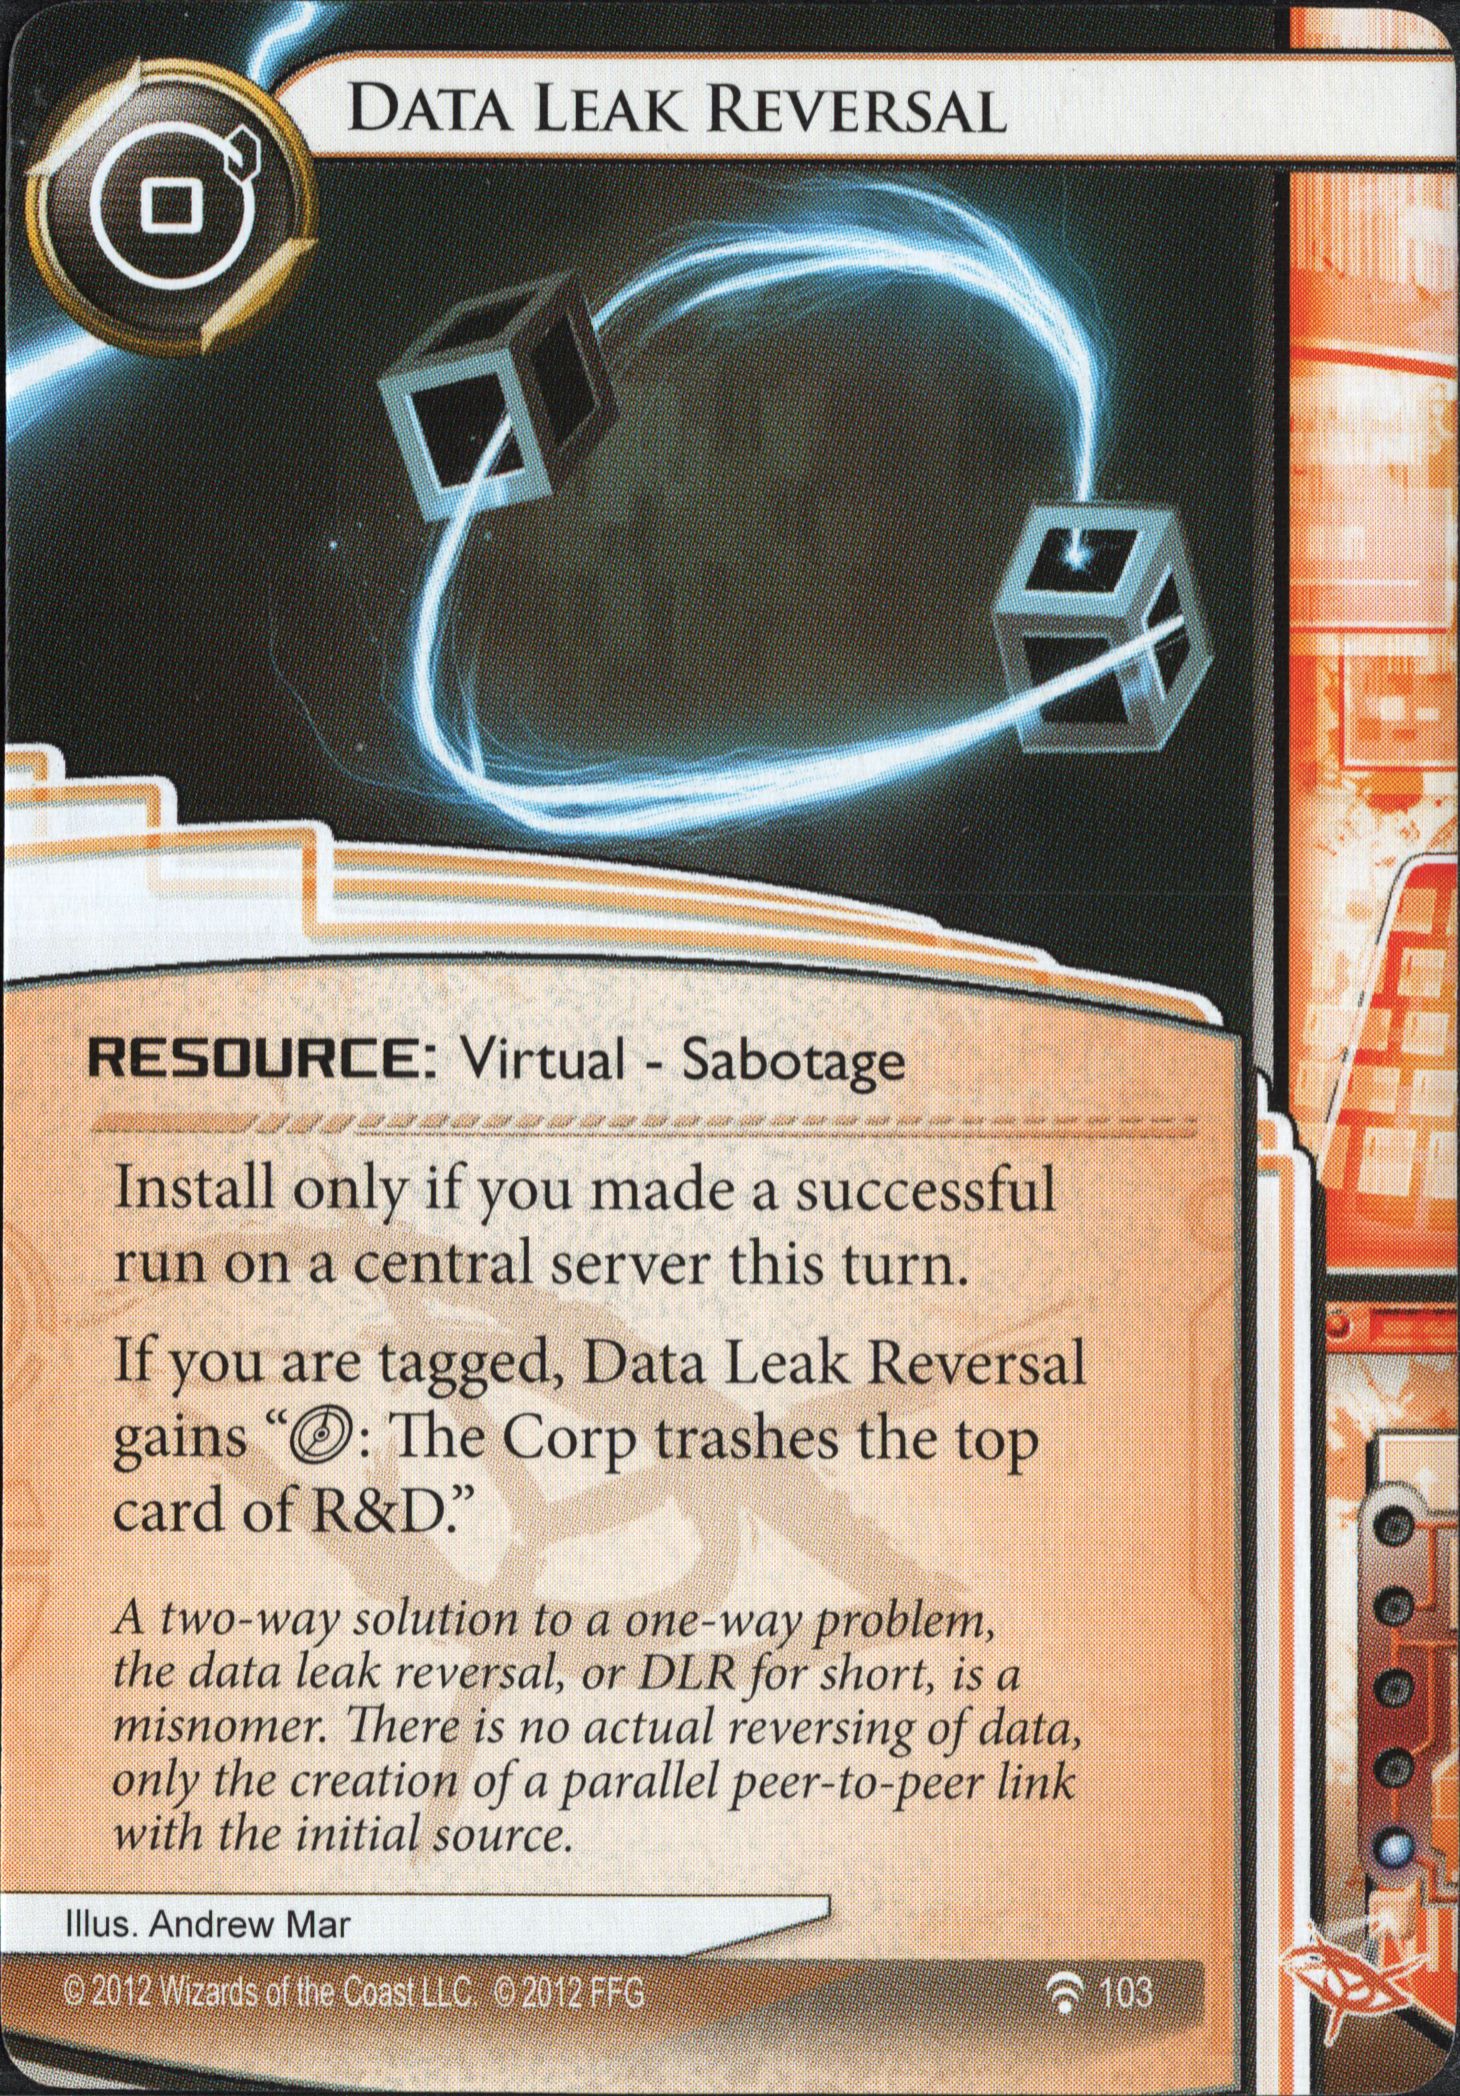 DATA LEAK REVERSAL
0
RESOURCE: Virtual - Sabotage
Install only if you made a successful
run on a central server this turn.
If you are tagged, Data Leak Reversal
gains “: The Corp trashes the top
card of R&D.”
A two-way solution to a one-way problem,
the data leak reversal, or DLR for short, is a
misnomer. There is no actual reversing of data,
only the creation of a parallel peer-to-peer link
with the initial source.
Illus. Andrew Mar
© 2012 Wizards of the Coast LLC. © 2012 FFG
103